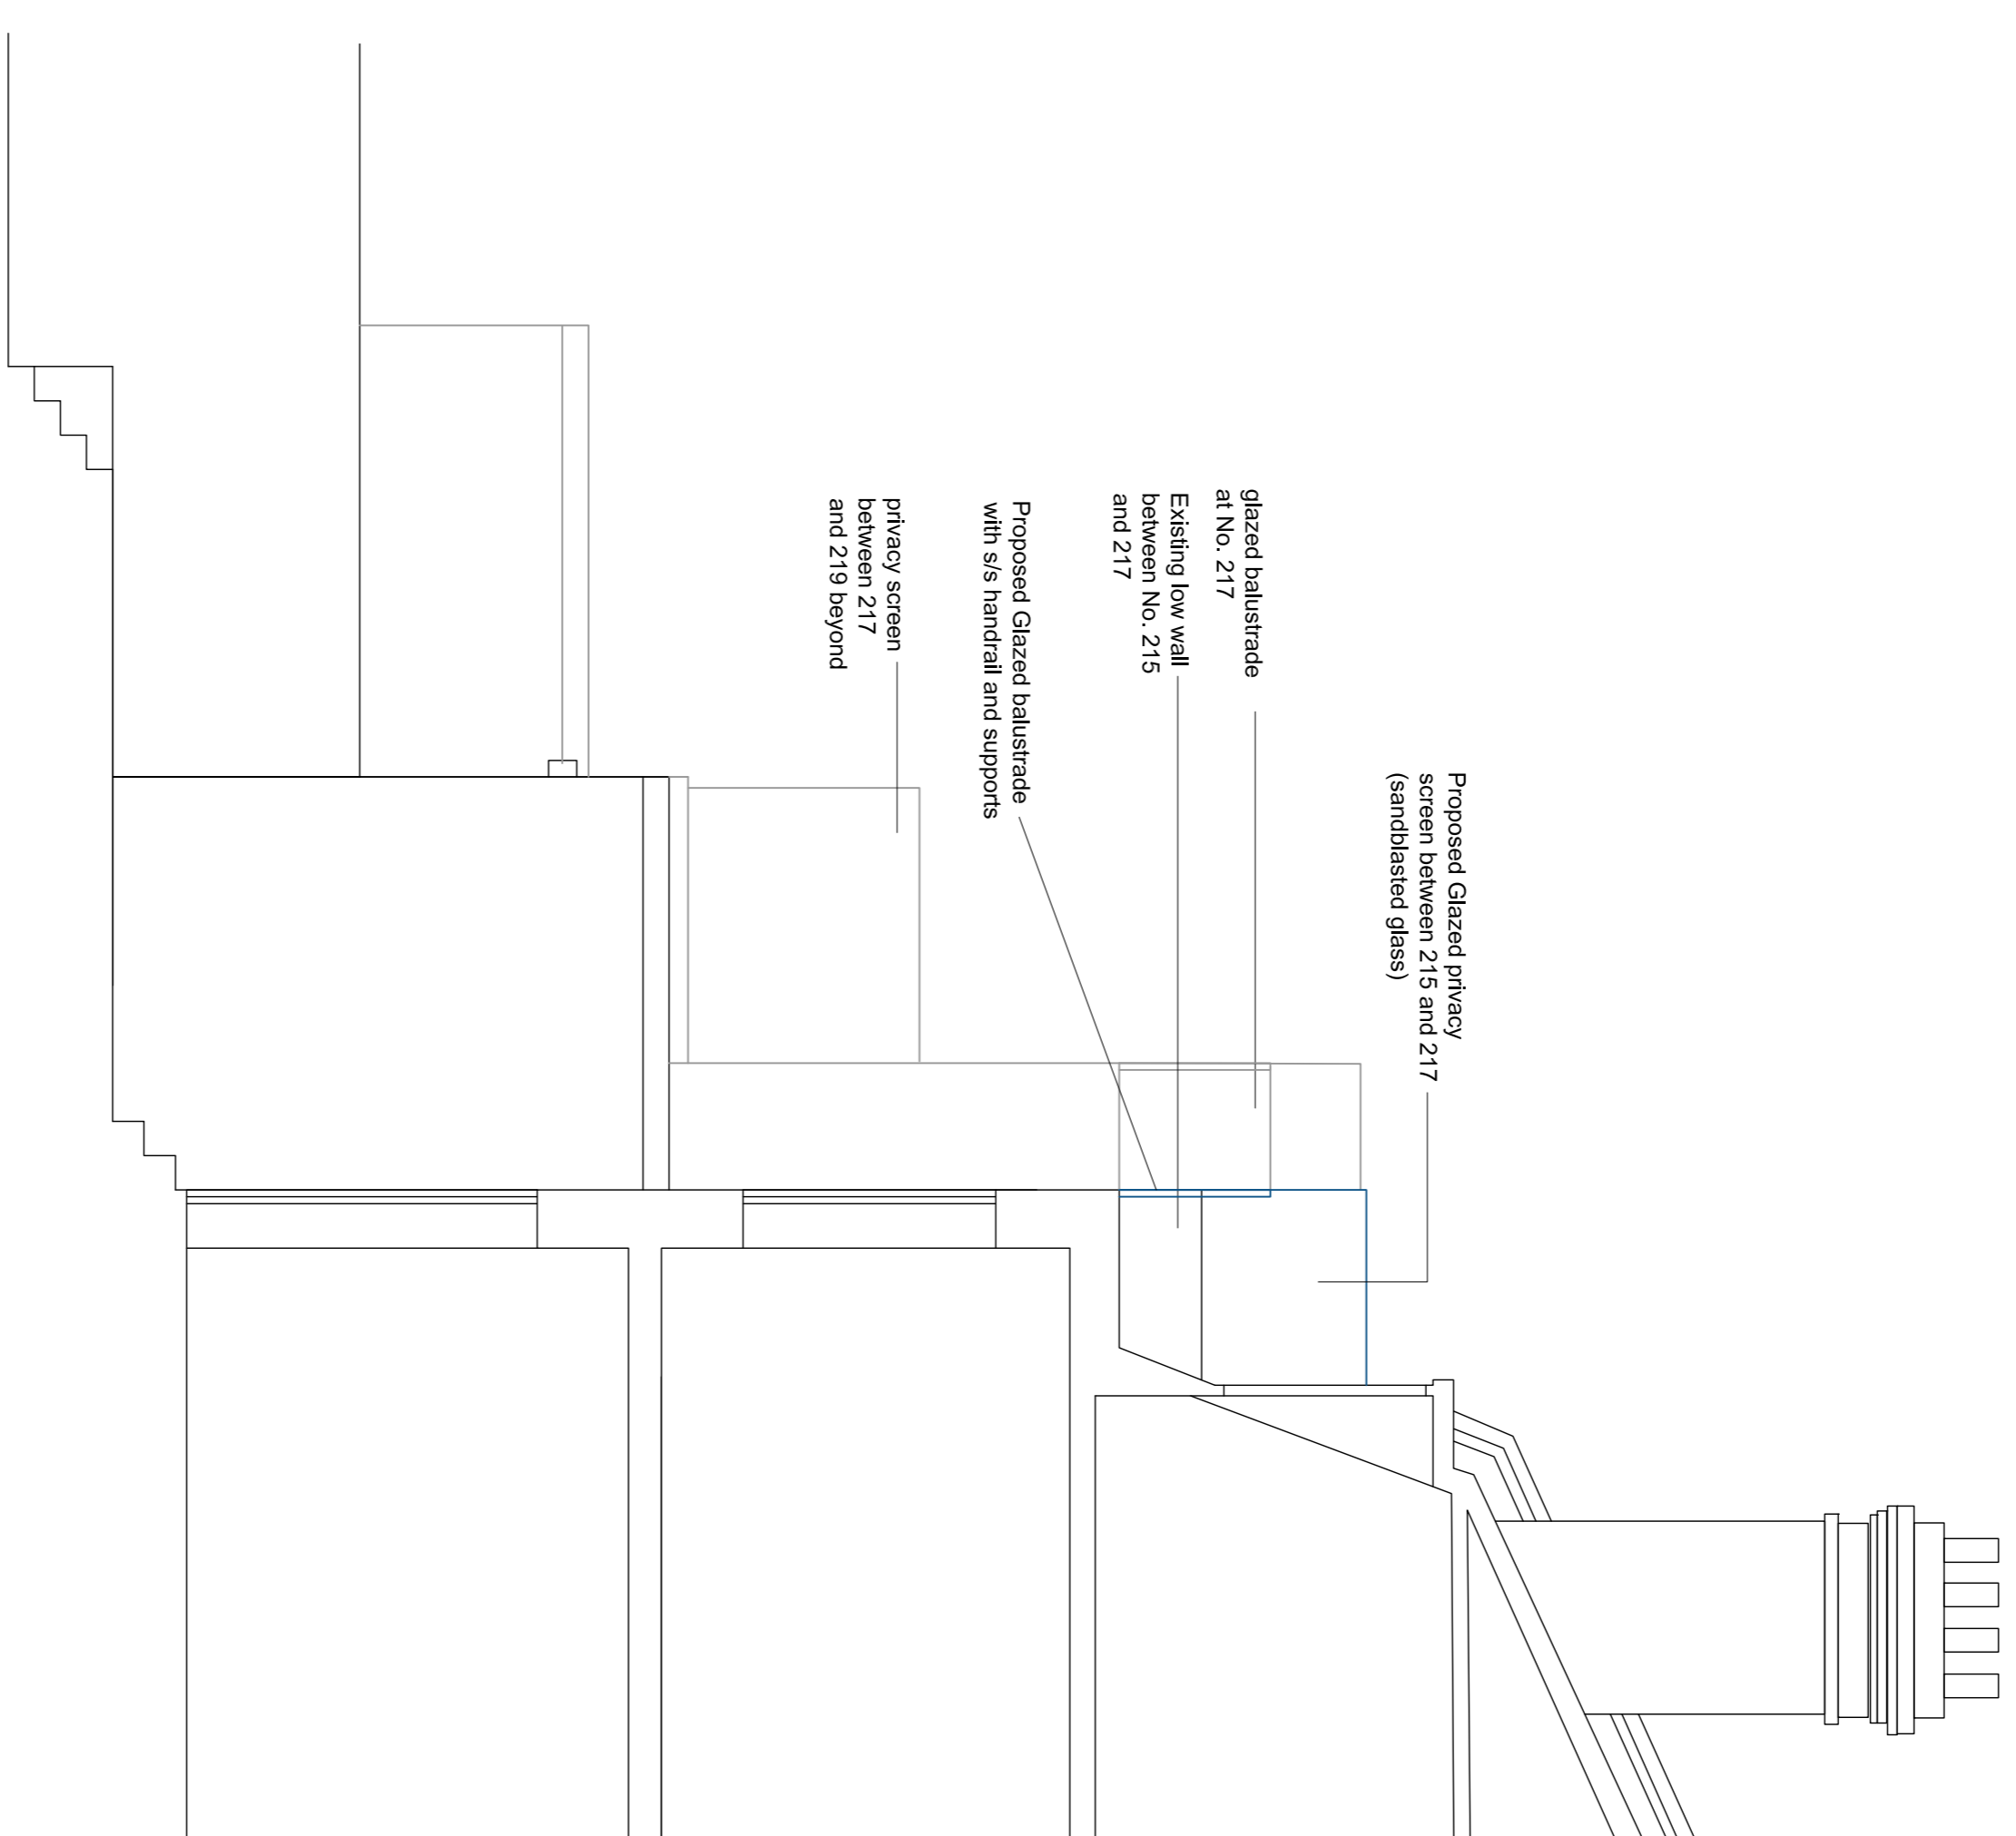 Proposed Glazed privacy
screen between 215 and 217
(sandblasted glass)
glazed balustrade
at No. 217
Existing low wall
between No. 215
and 217
Proposed Glazed balustrade
with s/s handrail and supports
privacy screen
between 217
and 219 beyond